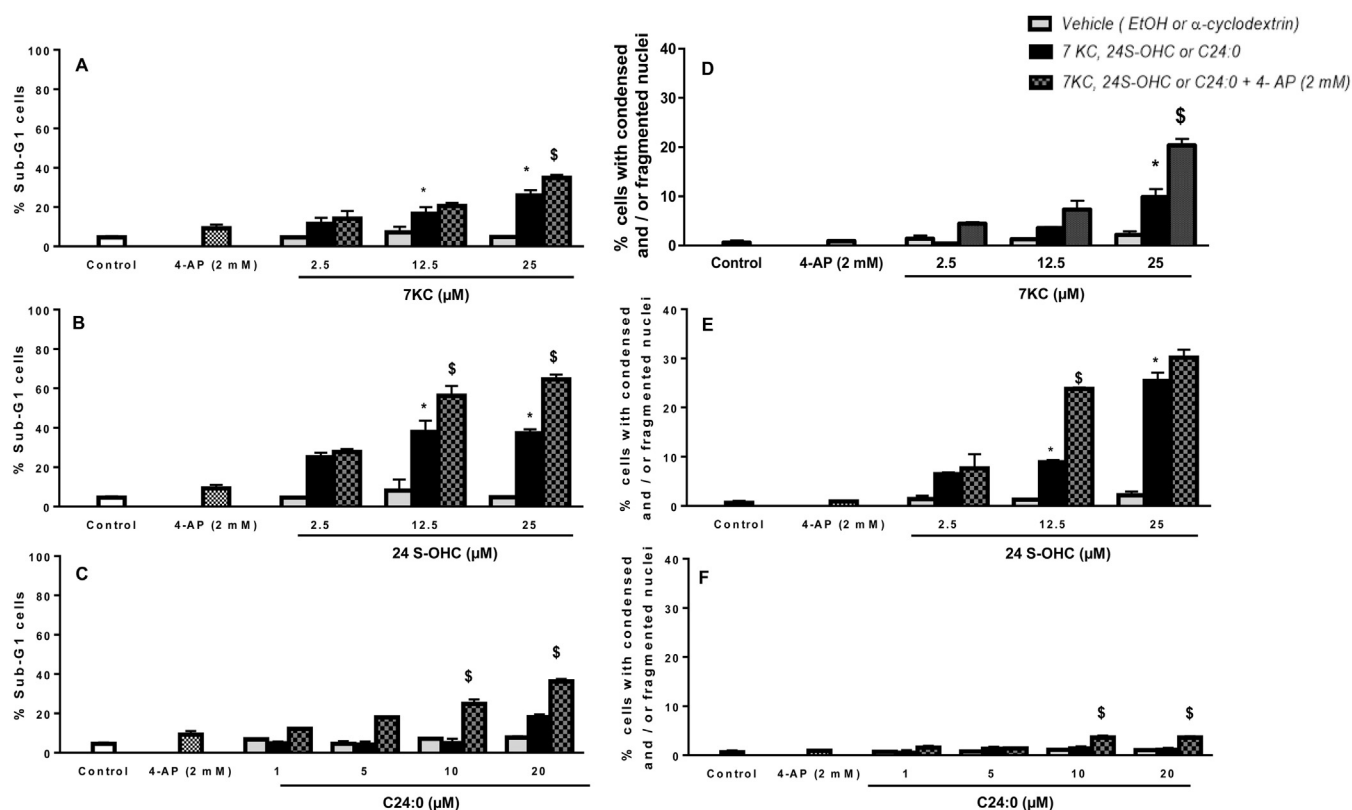 Vehicle ( EtOH or α-cyclodextrin)
7 KC, 24S-OHC or C24:0
7KC, 24S-OHC or C24:0 + 4- AP (2 mM)
A
% Sub-G1 cells
100
80
60
40
20
0
* * $
Control 4-AP (2 mM) 2.5 12.5 25
7KC (µM)
D
% cells with condensed
and / or fragmented nuclei
40
30
20
10
0
* $
Control 4-AP (2 mM) 2.5 12.5 25
7KC (µM)
B
% Sub-G1 cells
100
80
60
40
20
0
* $ * $
Control 4-AP (2 mM) 2.5 12.5 25
24 S-OHC (µM)
E
% cells with condensed
and / or fragmented nuclei
40
30
20
10
0
* $ *
Control 4-AP (2 mM) 2.5 12.5 25
24 S-OHC (µM)
C
% Sub-G1 cells
100
80
60
40
20
0
$ $
Control 4-AP (2 mM) 1 5 10 20
C24:0 (µM)
F
% cells with condensed
and / or fragmented nuclei
40
30
20
10
0
$ $
Control 4-AP (2 mM) 1 5 10 20
C24:0 (µM)